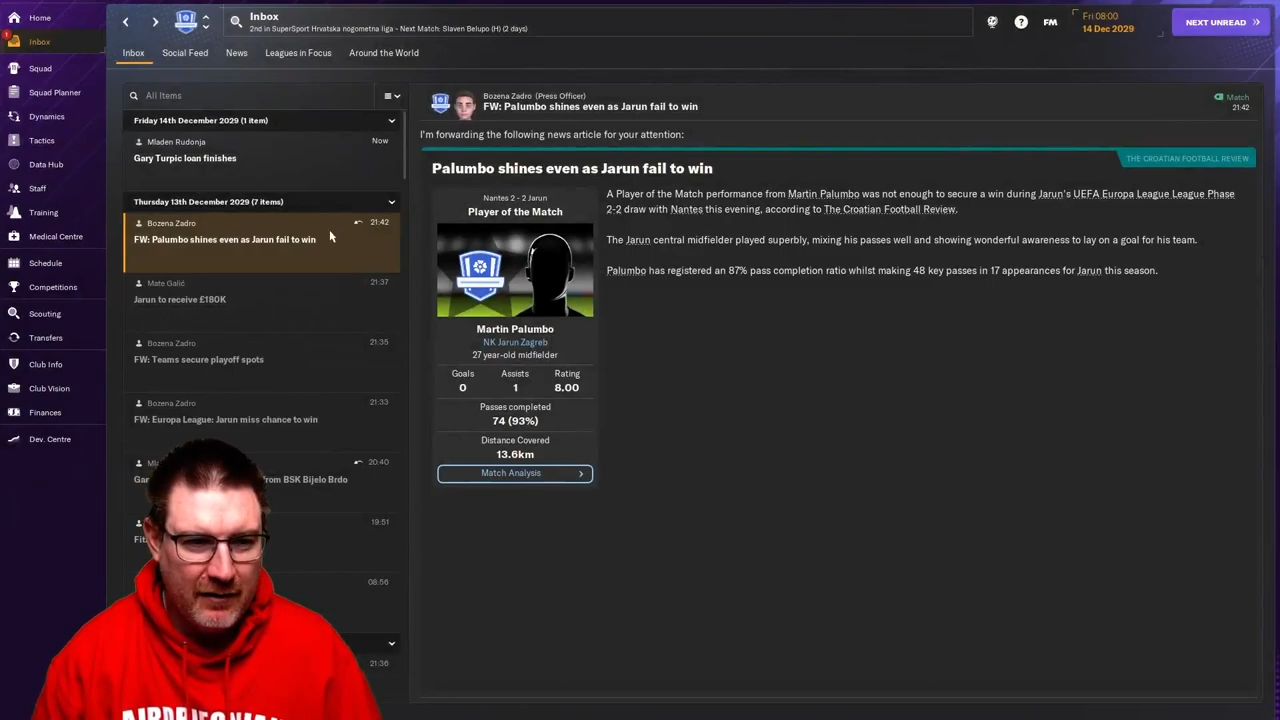 Home
Inbox
Squad
Squad Planner
Dynamics
Tactics
Data Hub
Staff
Training
Medical Centre
Schedule
Competitions
Scouting
Transfers
Club Info
Club Vision
Finances
Dev. Centre
Inbox
2nd in SuperSport Hrvatska nogometna liga - Next Match: Slaven Belupo (H) (2 days)
FM
Fri 08:00
14 Dec 2029
NEXT UNREAD
Inbox
Social Feed
News
Leagues in Focus
Around the World
All Items
Friday 14th December 2029 (1 item)
Mladen Rudonja
Now
Gary Turpic loan finishes
Thursday 13th December 2029 (7 items)
Bozena Zadro
21:42
FW: Palumbo shines even as Jarun fail to win
Mate Galić
21:37
Jarun to receive £180K
Bozena Zadro
21:35
FW: Teams secure playoff spots
Bozena Zadro
21:33
FW: Europa League: Jarun miss chance to win
20:40
from BSK Bijelo Brdo
19:51
08:56
21:36
Bozena Zadro (Press Officer)
FW: Palumbo shines even as Jarun fail to win
Match
21:42
I'm forwarding the following news article for your attention:
THE CROATIAN FOOTBALL REVIEW
Palumbo shines even as Jarun fail to win
Nantes 2 - 2 Jarun
Player of the Match
Martin Palumbo
NK Jarun Zagreb
27 year-old midfielder
Goals Assists Rating
0 1 8.00
Passes completed
74 (93%)
Distance Covered
13.6km
Match Analysis
A Player of the Match performance from Martin Palumbo was not enough to secure a win during Jarun's UEFA Europa League League Phase
2-2 draw with Nantes this evening, according to The Croatian Football Review.
The Jarun central midfielder played superbly, mixing his passes well and showing wonderful awareness to lay on a goal for his team.
Palumbo has registered an 87% pass completion ratio whilst making 48 key passes in 17 appearances for Jarun this season.